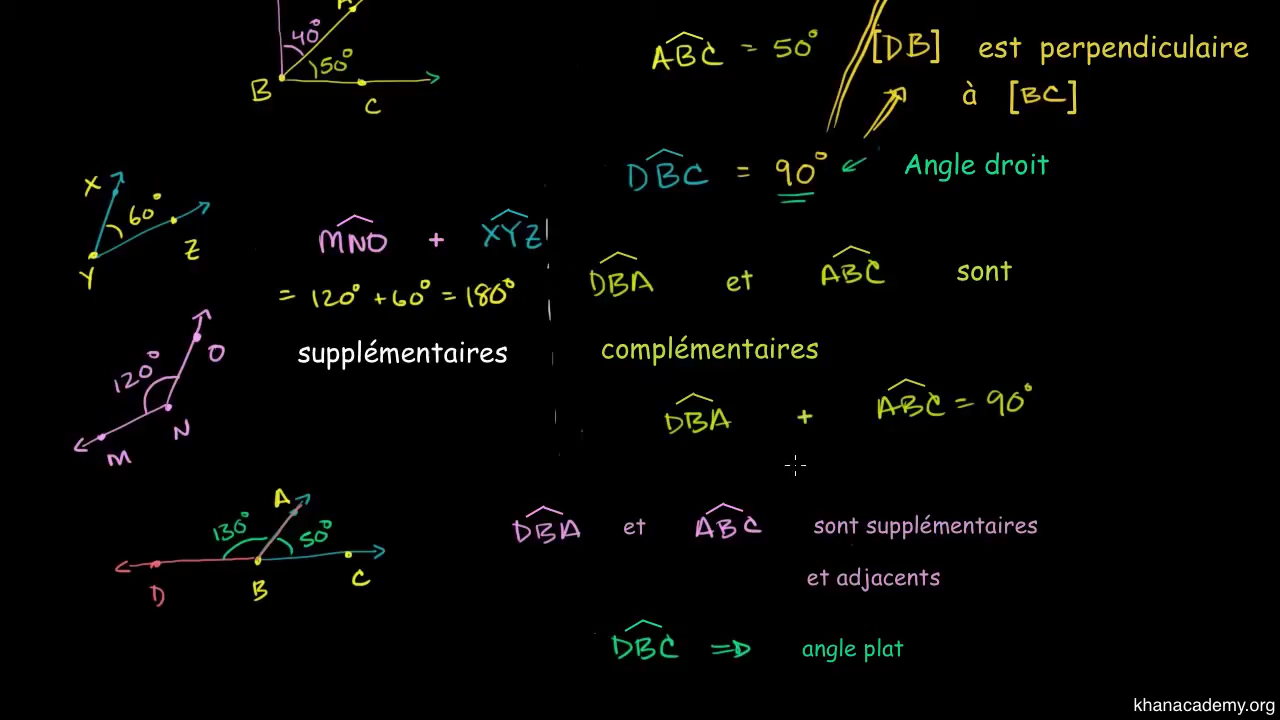 A
40°
50°
B
C
ABC = 50°
[DB] est perpendiculaire
à [BC]
DBC = 90°
Angle droit
X
60°
Y
Z
MNO + XYZ
= 120° + 60° = 180°
supplémentaires
DBA et ABC sont
complémentaires
DBA + ABC = 90°
120°
O
N
M
A
130°
50°
D
B
C
DBA et ABC sont supplémentaires
et adjacents
DBC ⇒ angle plat
khanacademy.org